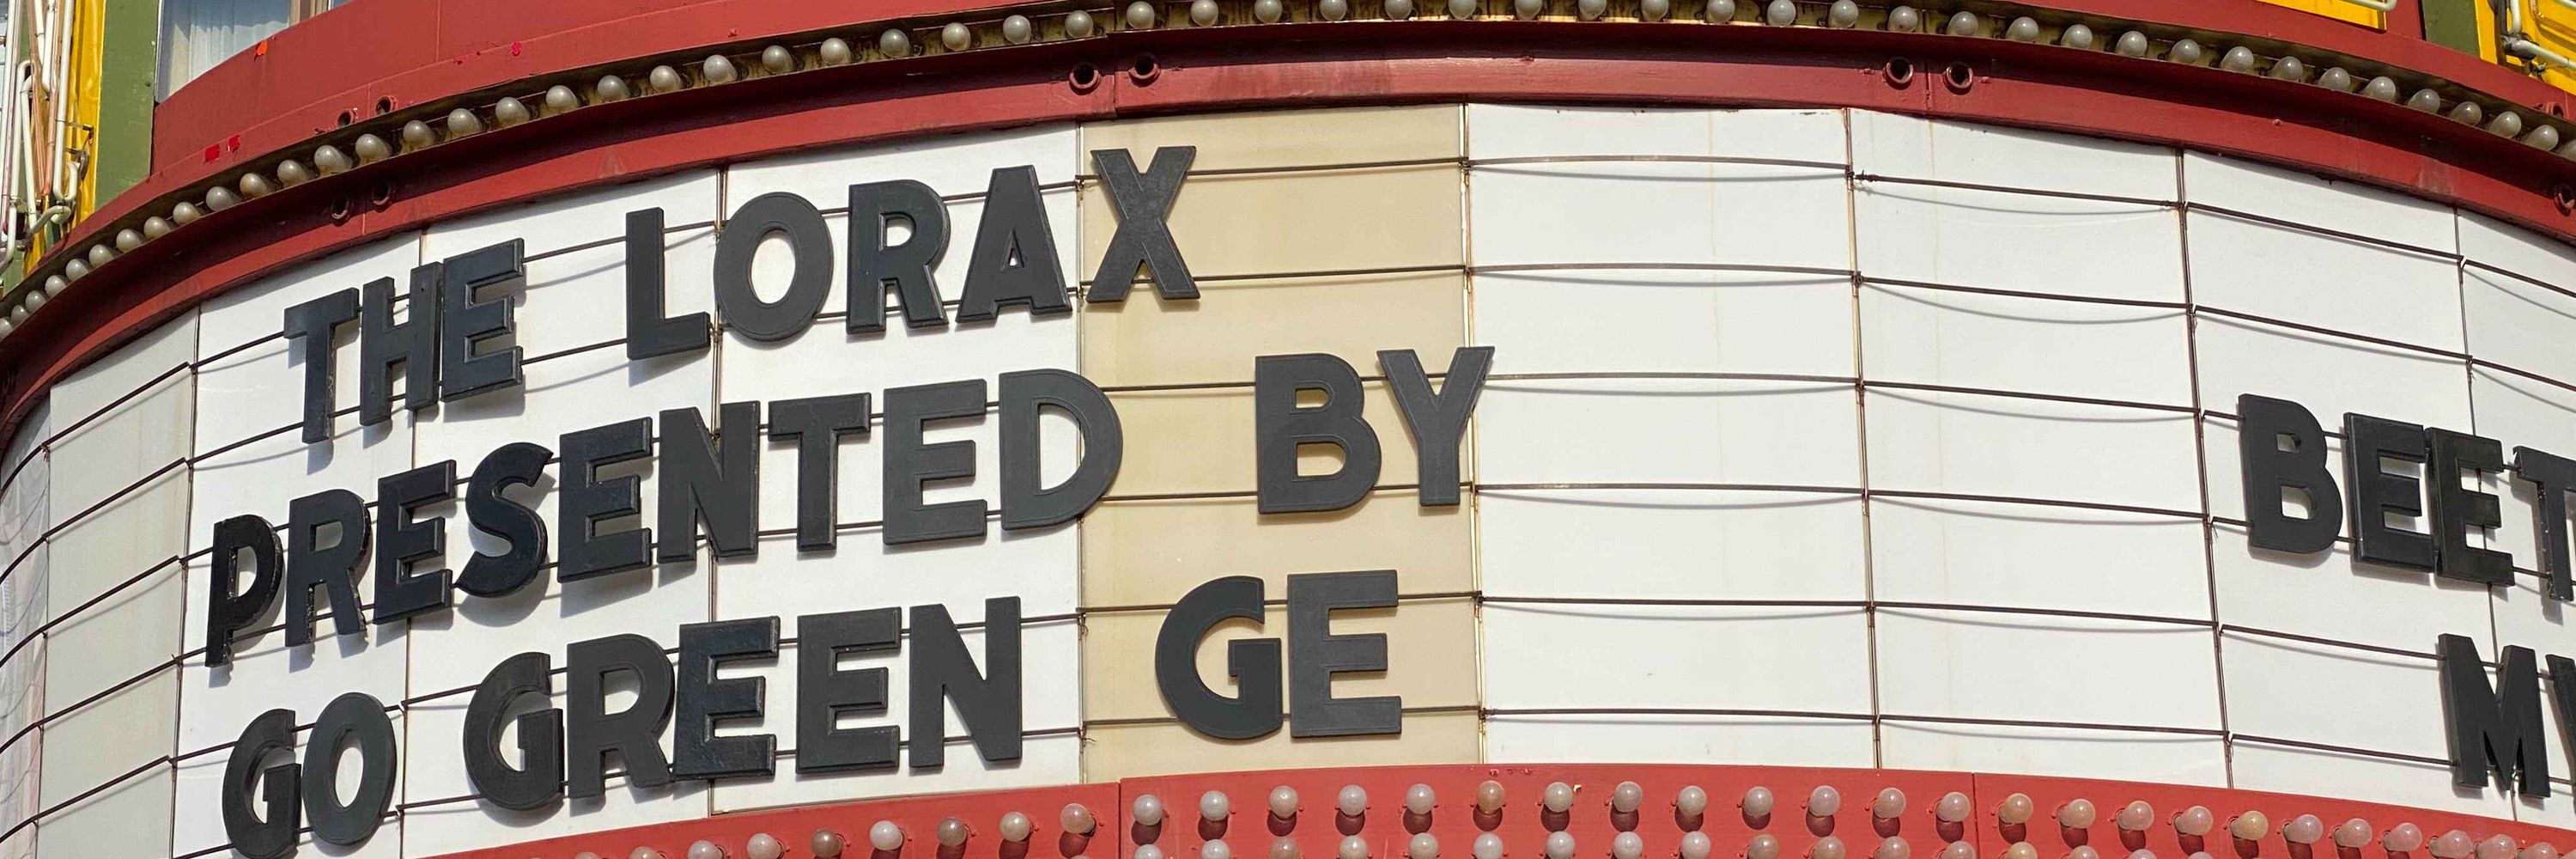 THE LORAX
PRESENTED BY
GO GREEN GE